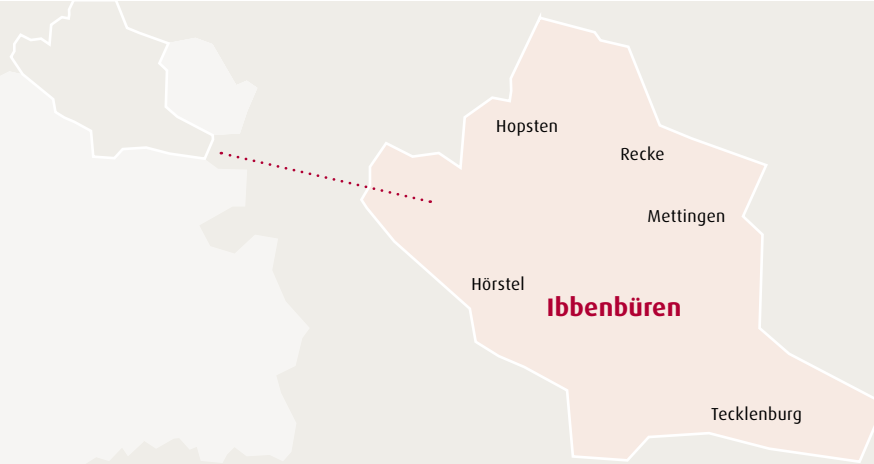 Hopsten
Recke
Mettingen
Hörstel
Ibbenbüren
Tecklenburg